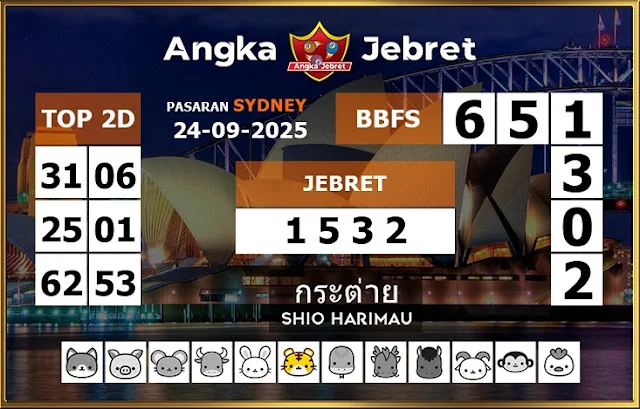 Angka Jebret
Angka Jebret
TOP 2D
PASARAN SYDNEY
24-09-2025
BBFS
6 5 1
3
0
2
31 06
25 01
62 53
JEBRET
1 5 3 2
กระต่าย
SHIO HARIMAU